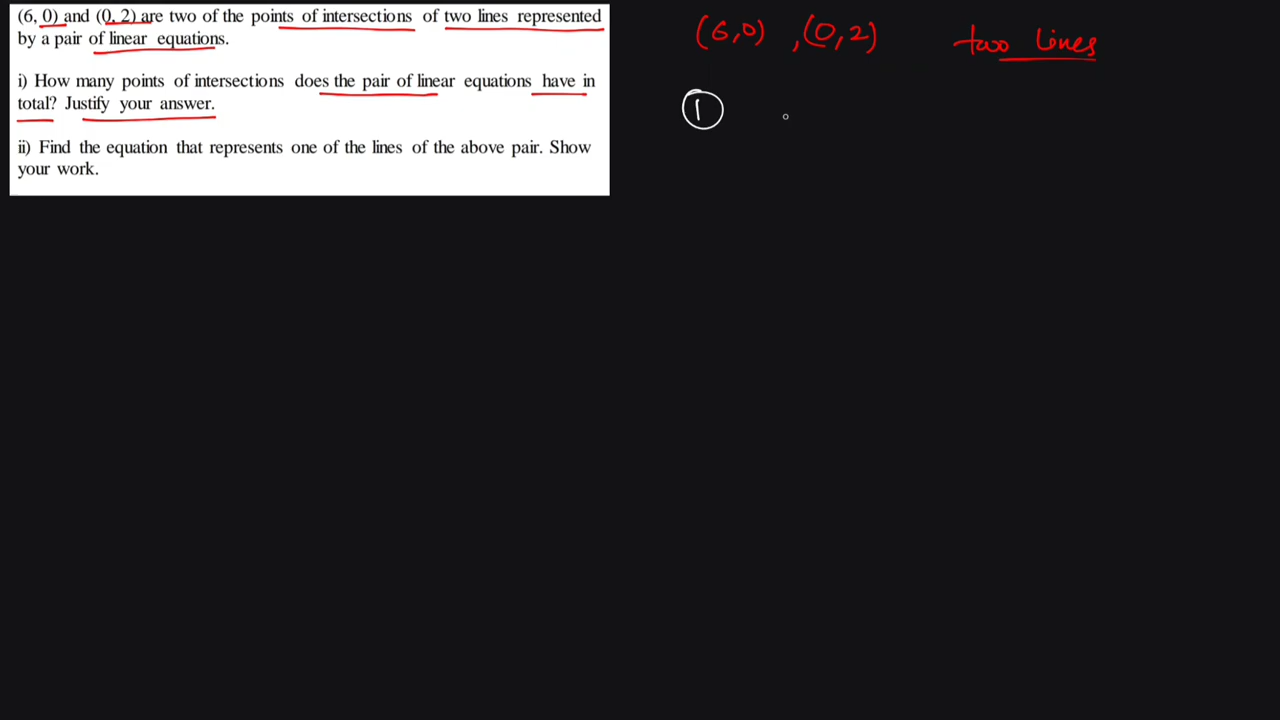 (6, 0) and (0, 2) are two of the points of intersections of two lines represented
by a pair of linear equations.
i) How many points of intersections does the pair of linear equations have in
total? Justify your answer.
ii) Find the equation that represents one of the lines of the above pair. Show
your work.
(6,0) , (0,2) two lines
1